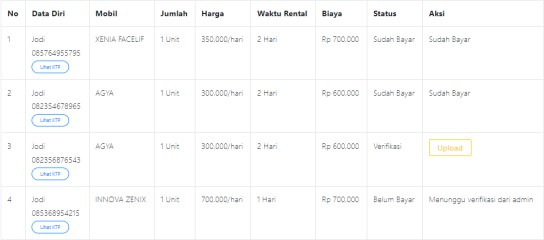 No Data Diri Mobil Jumlah Harga Waktu Rental Biaya Status Aksi
1 Jodi XENIA FACELIF 1 Unit 350.000/hari 2 Hari Rp 700.000 Sudah Bayar Sudah Bayar
085764955795
Lihat KTP
2 Jodi AGYA 1 Unit 300.000/hari 2 Hari Rp 600.000 Sudah Bayar Sudah Bayar
082354678965
Lihat KTP
3 Jodi AGYA 1 Unit 300.000/hari 2 Hari Rp 600.000 Verifikasi Upload
082356876543
Lihat KTP
4 Jodi INNOVA ZENIX 1 Unit 700.000/hari 1 Hari Rp 700.000 Belum Bayar Menunggu verifikasi dari admin
085368954215
Lihat KTP